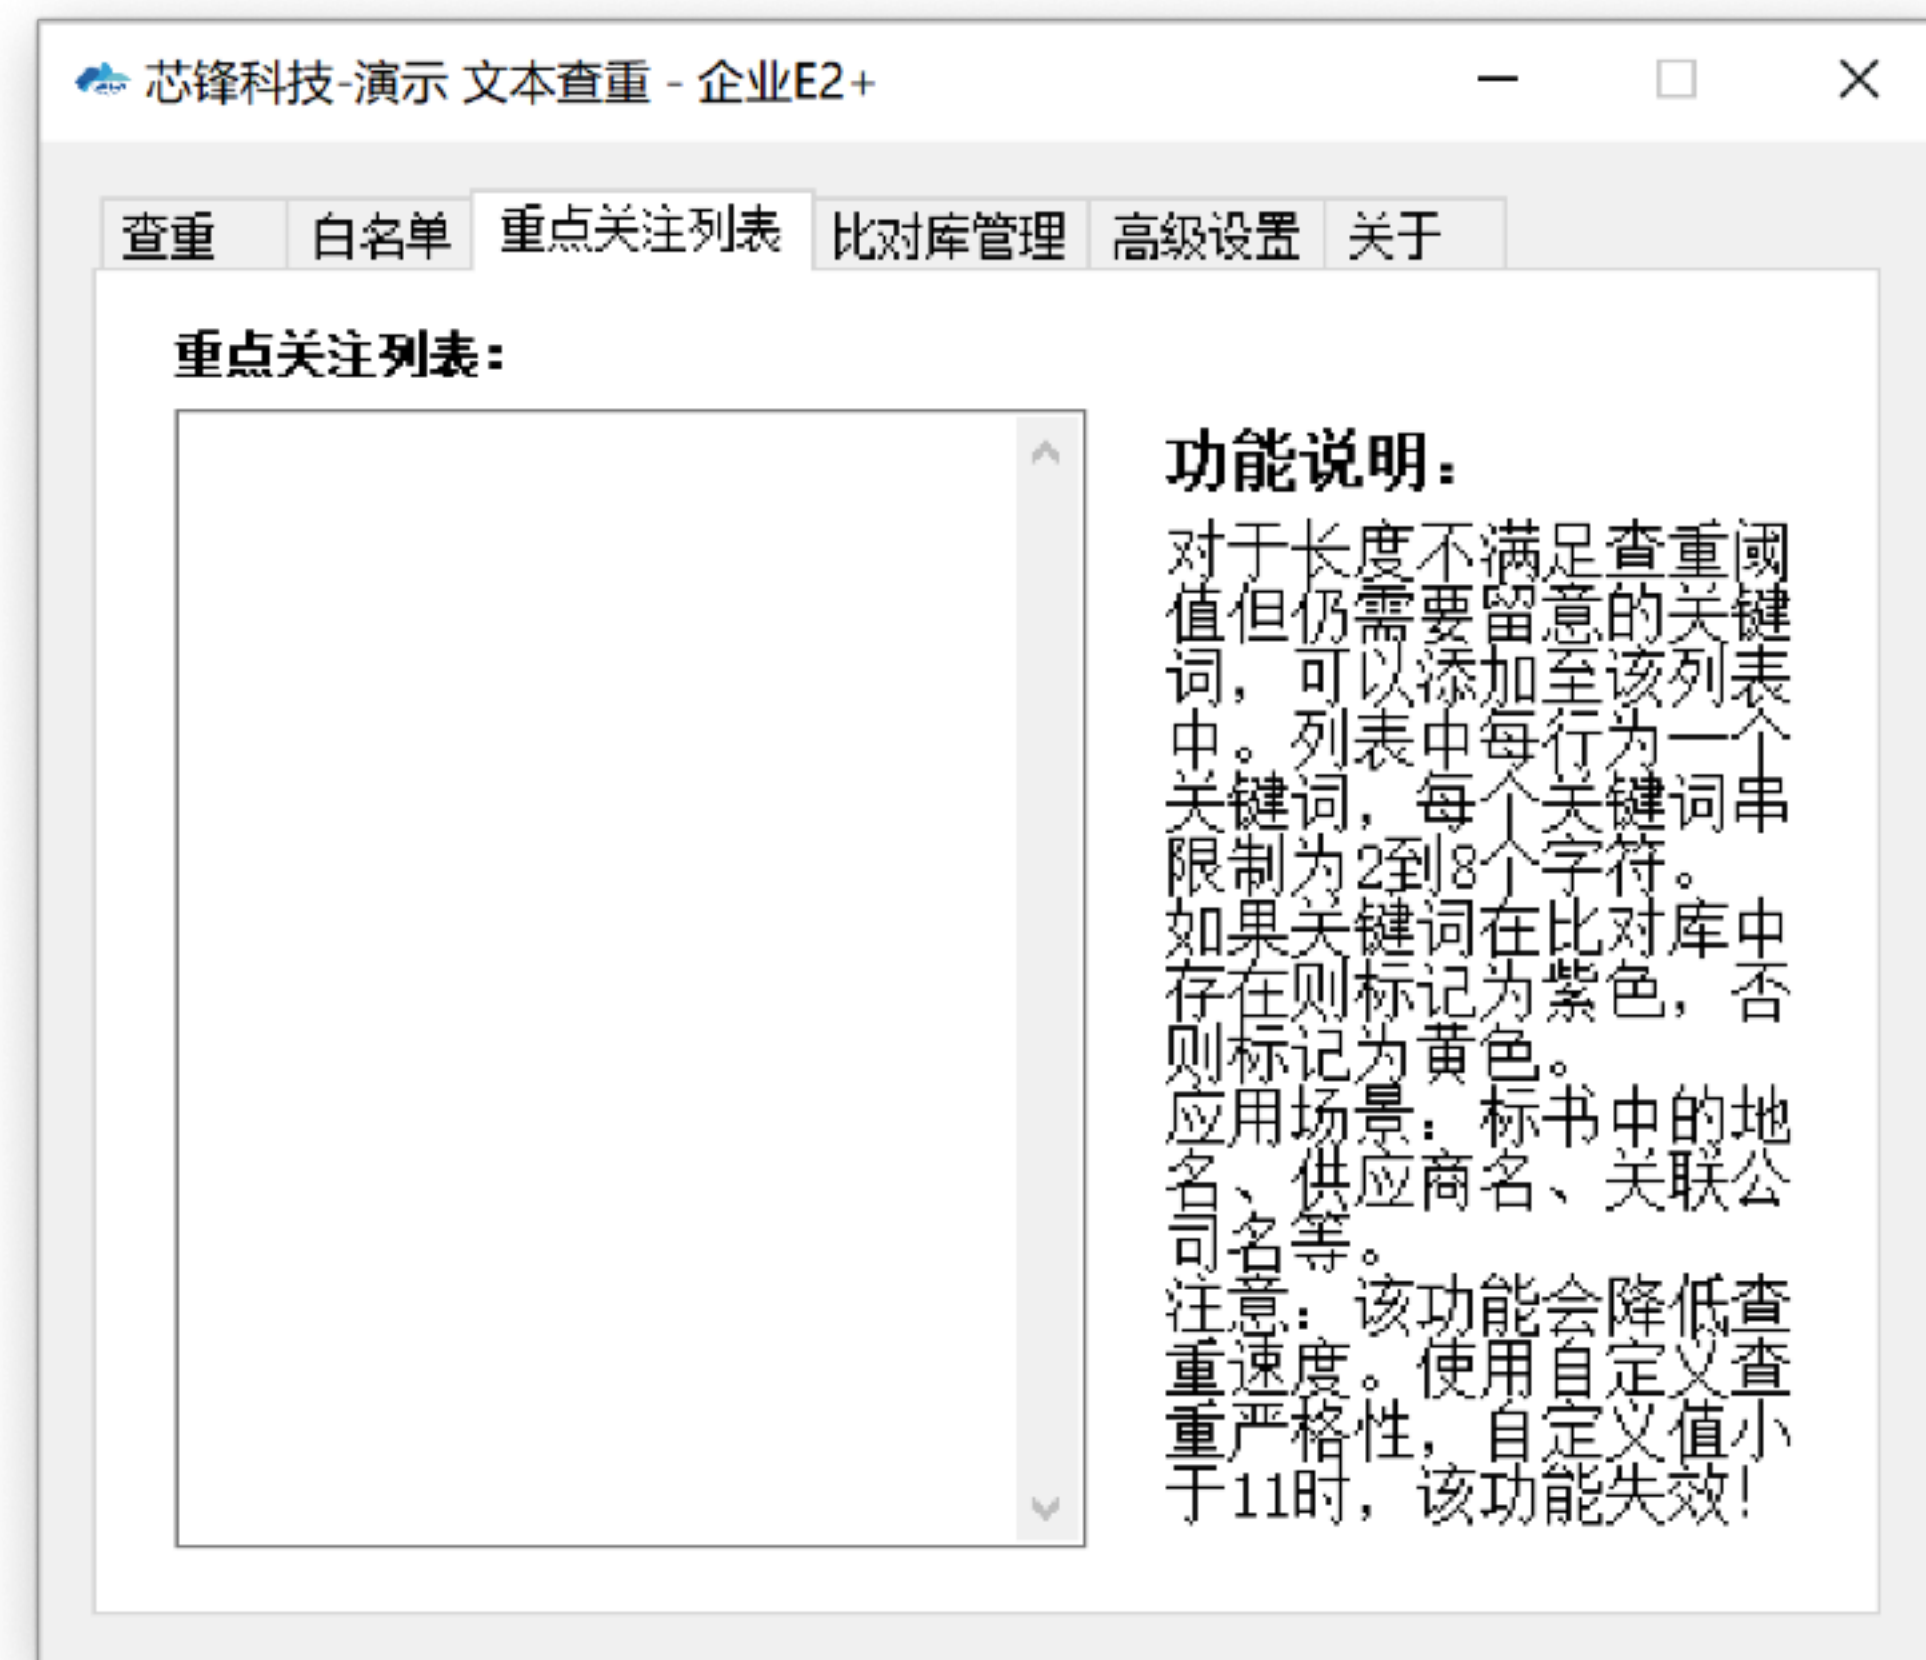 芯锋科技-演示 文本查重 - 企业E2+
查重 白名单 重点关注列表 比对库管理 高级设置 关于
重点关注列表：
功能说明：
对于长度不满足查重阈
值但仍需要留意的关键
词，可以添加至该列表
中。列表中每行为一个
关键词，每个关键词串
限制为2到8个字符。
如果关键词在比对库中
存在则标记为紫色，否
则标记为黄色。
应用场景：标书中的地
名、供应商名、关联公
司名等。
注意：该功能会降低查
重速度。使用自定义查
重严格性，自定义值小
于11时，该功能失效！